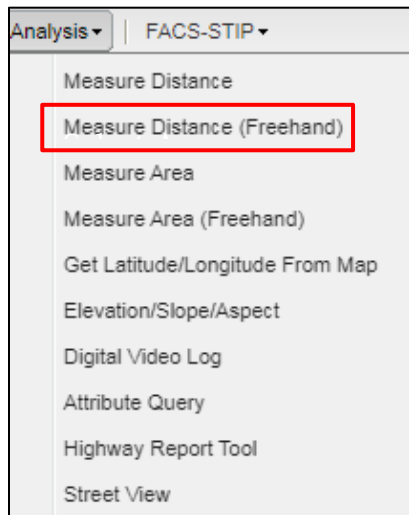 Analysis FACS-STIP
Measure Distance
Measure Distance (Freehand)
Measure Area
Measure Area (Freehand)
Get Latitude/Longitude From Map
Elevation/Slope/Aspect
Digital Video Log
Attribute Query
Highway Report Tool
Street View